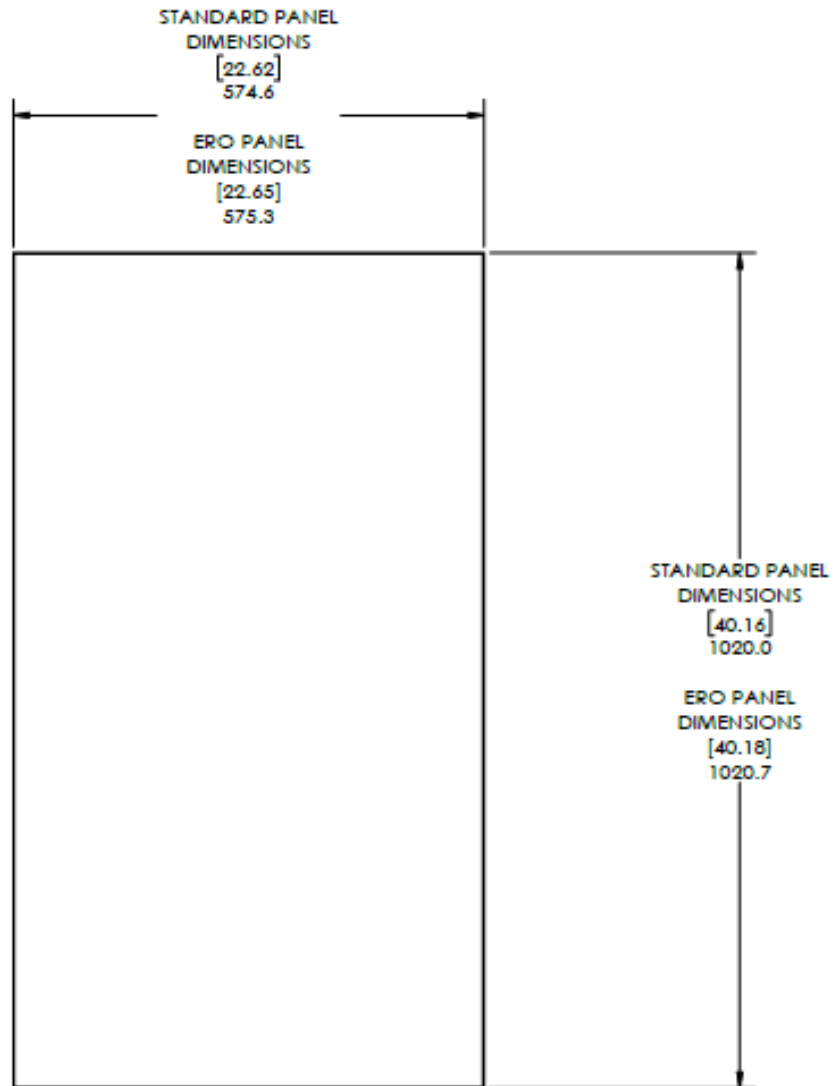 STANDARD PANEL
DIMENSIONS
[22.62]
574.6
ERO PANEL
DIMENSIONS
[22.65]
575.3
STANDARD PANEL
DIMENSIONS
[40.16]
1020.0
ERO PANEL
DIMENSIONS
[40.18]
1020.7